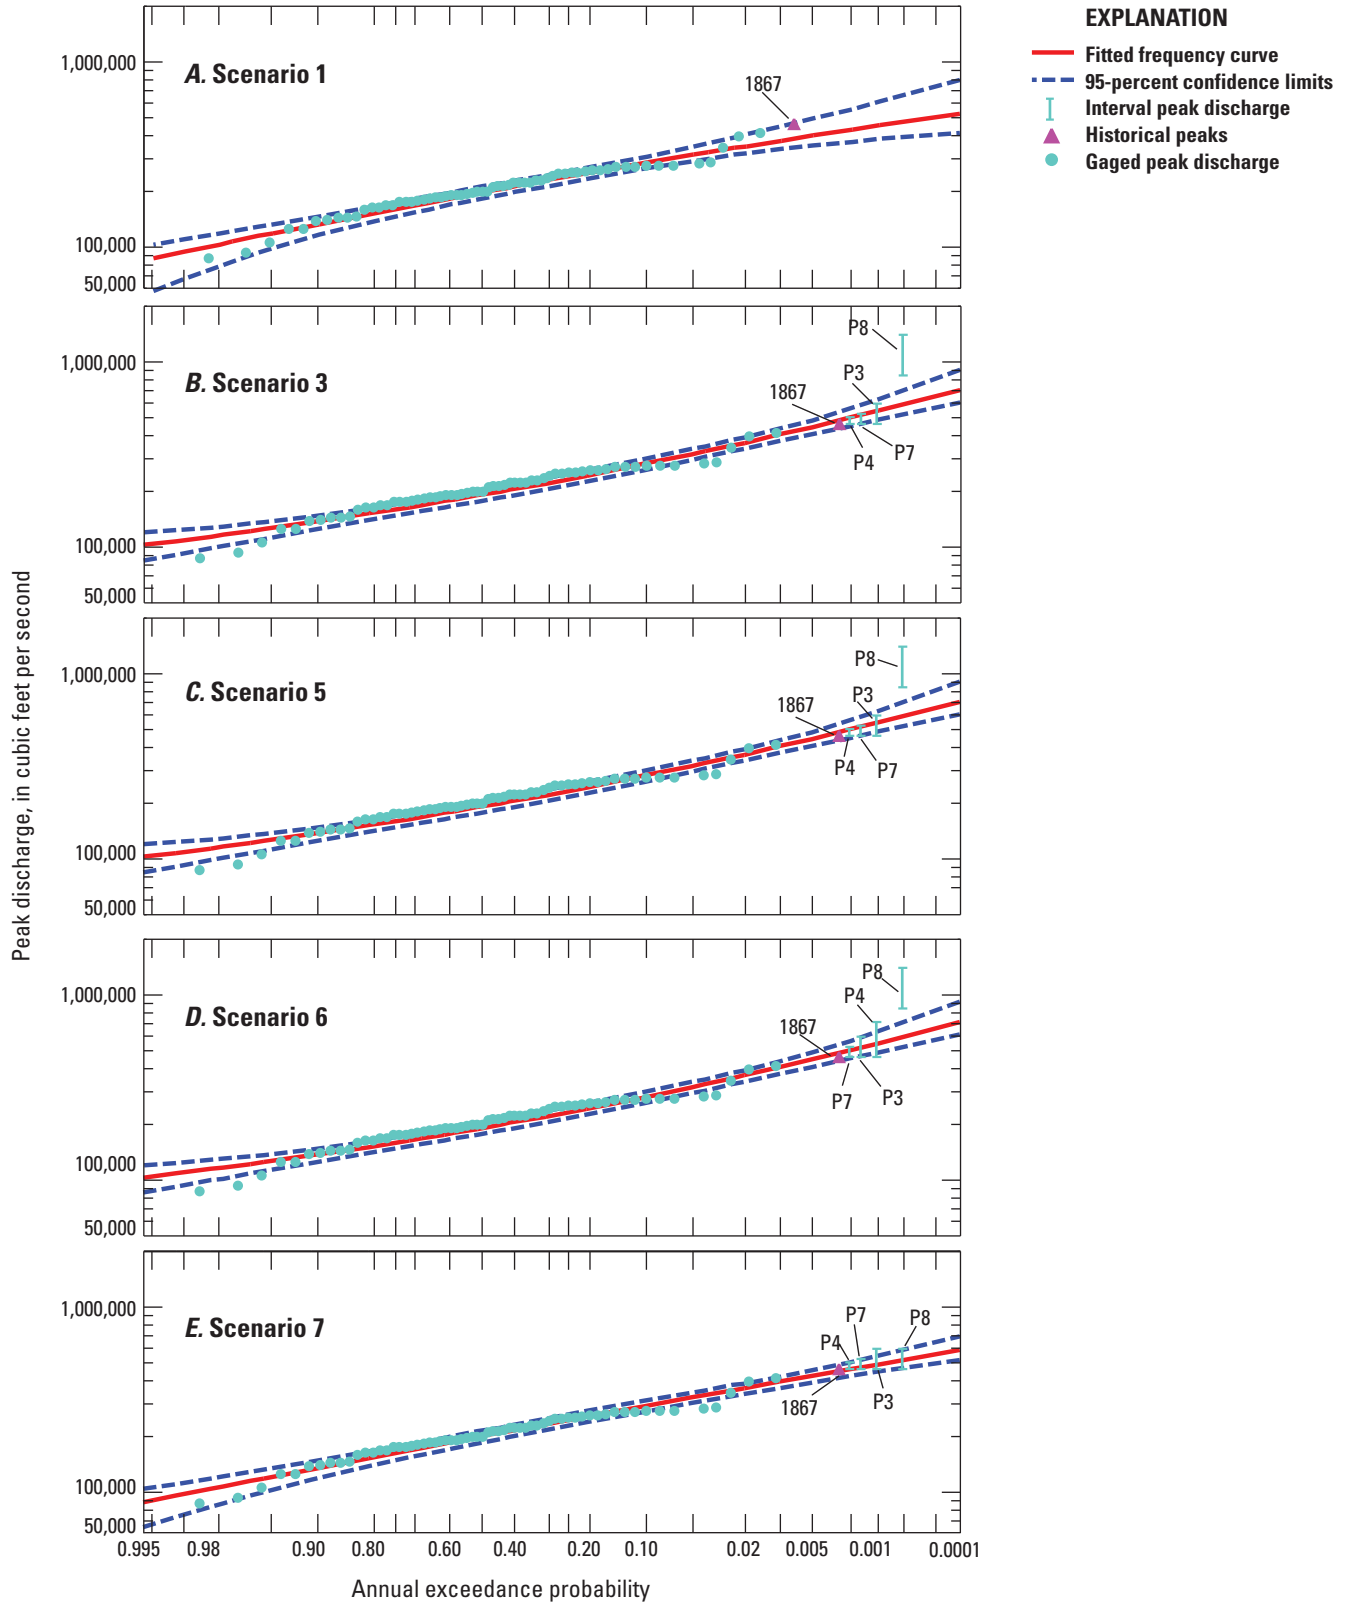 EXPLANATION
Fitted frequency curve
95-percent confidence limits
Interval peak discharge
Historical peaks
Gaged peak discharge
Peak discharge, in cubic feet per second
A. Scenario 1
1,000,000
100,000
50,000
1867
B. Scenario 3
1,000,000
100,000
50,000
P8
P3
1867
P4
P7
C. Scenario 5
1,000,000
100,000
50,000
P8
P3
1867
P4
P7
D. Scenario 6
1,000,000
100,000
50,000
P8
P4
1867
P7
P3
E. Scenario 7
1,000,000
100,000
50,000
P7
P8
P4
P3
1867
0.995 0.98 0.90 0.80 0.60 0.40 0.20 0.10 0.02 0.005 0.001 0.0001
Annual exceedance probability